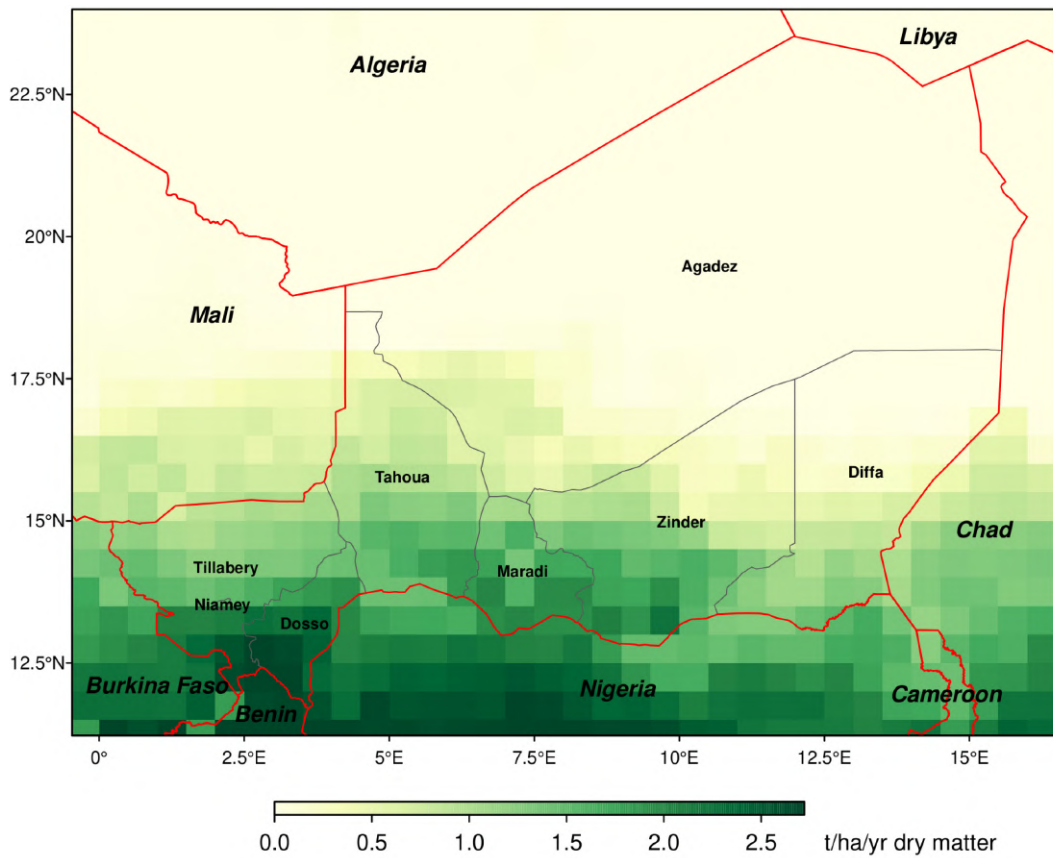 Libya
Algeria
22.5°N
20°N
Agadez
Mali
17.5°N
Tahoua
Diffa
Zinder
15°N
Chad
Tillabery
Maradi
Niamey
Dosso
12.5°N
Burkina Faso
Nigeria
Cameroon
Benin
0°
2.5°E
5°E
7.5°E
10°E
12.5°E
15°E
0.0
0.5
1.0
1.5
2.0
2.5
t/ha/yr dry matter